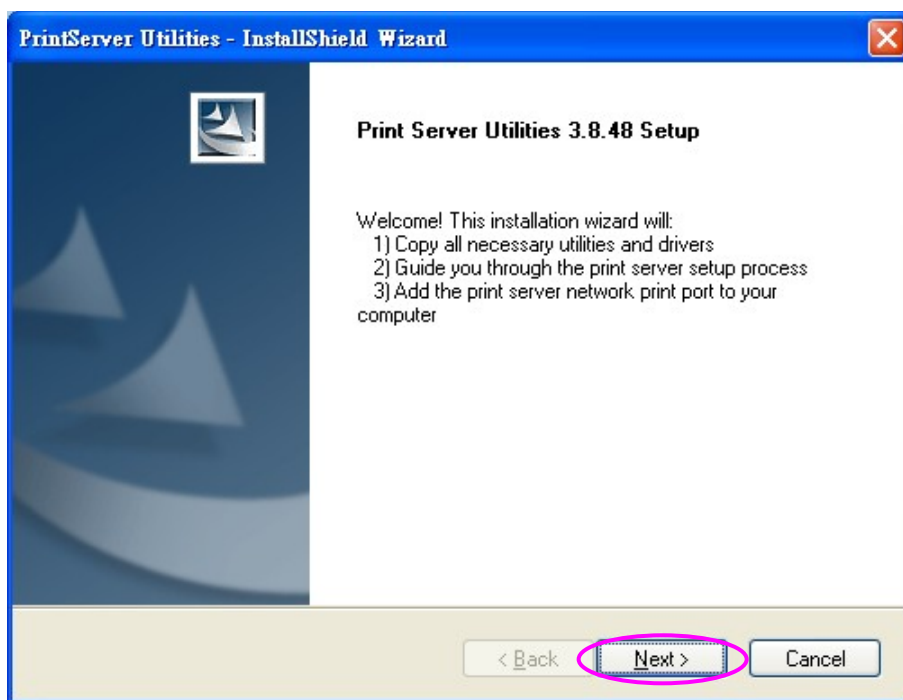 PrintServer Utilities - InstallShield Wizard
Print Server Utilities 3.8.48 Setup
Welcome! This installation wizard will:
1) Copy all necessary utilities and drivers
2) Guide you through the print server setup process
3) Add the print server network print port to your
computer
< Back
Next >
Cancel